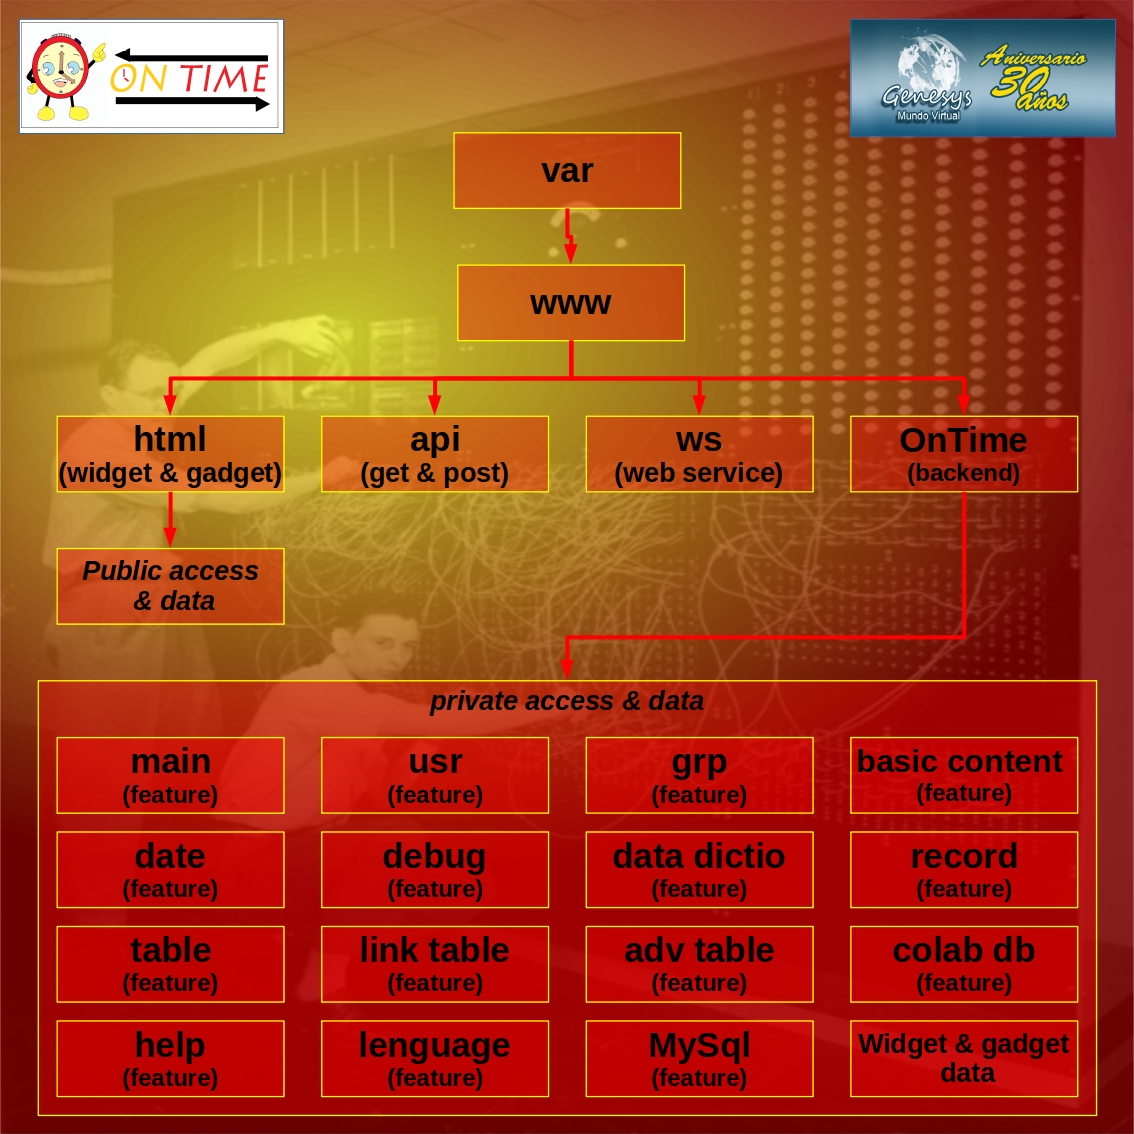 ON TIME
Genesys
Mundo Virtual
Aniversario
30
años
var
www
html
(widget & gadget)
api
(get & post)
ws
(web service)
OnTime
(backend)
Public access
& data
private access & data
main
(feature)
usr
(feature)
grp
(feature)
basic content
(feature)
date
(feature)
debug
(feature)
data dictio
(feature)
record
(feature)
table
(feature)
link table
(feature)
adv table
(feature)
colab db
(feature)
help
(feature)
lenguage
(feature)
MySql
(feature)
Widget & gadget
data